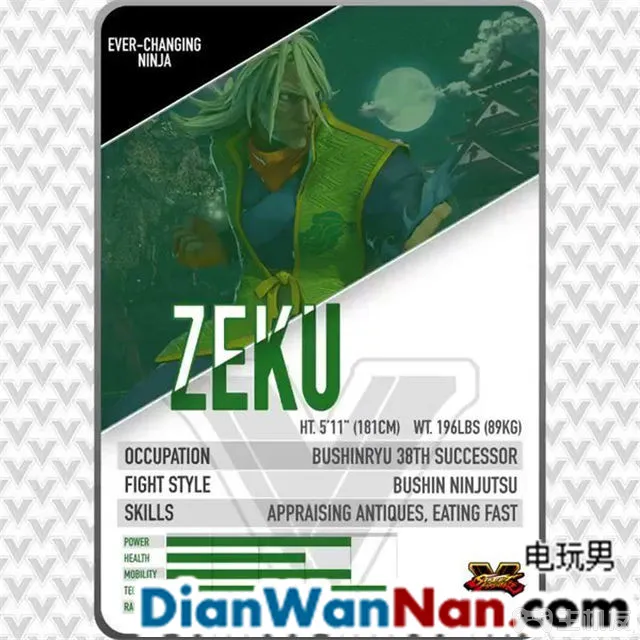 EVER-CHANGING
NINJA
ZEKU
HT. 5'11" (181CM) WT. 196LBS (89KG)
OCCUPATION BUSHINRYU 38TH SUCCESSOR
FIGHT STYLE BUSHIN NINJUTSU
SKILLS APPRAISING ANTIQUES, EATING FAST
POWER
HEALTH
MOBILITY
电玩男
DianWanNan.com